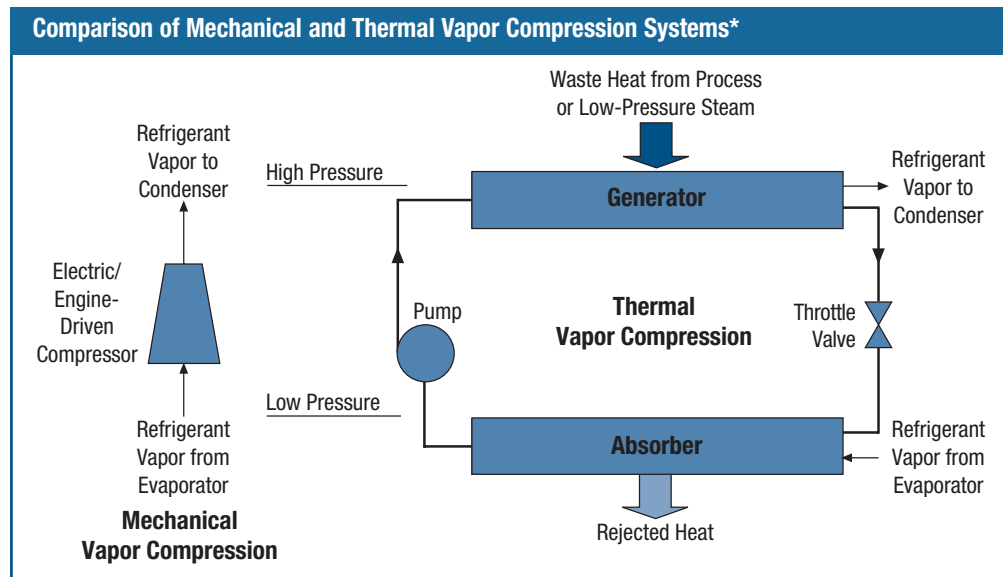 Comparison of Mechanical and Thermal Vapor Compression Systems*
Waste Heat from Process
or Low-Pressure Steam
Refrigerant
Vapor to
Condenser
High Pressure
Generator
Refrigerant
Vapor to
Condenser
Electric/
Engine-
Driven
Compressor
Pump
Thermal
Vapor Compression
Throttle
Valve
Low Pressure
Refrigerant
Vapor from
Evaporator
Absorber
Refrigerant
Vapor from
Evaporator
Mechanical
Vapor Compression
Rejected Heat